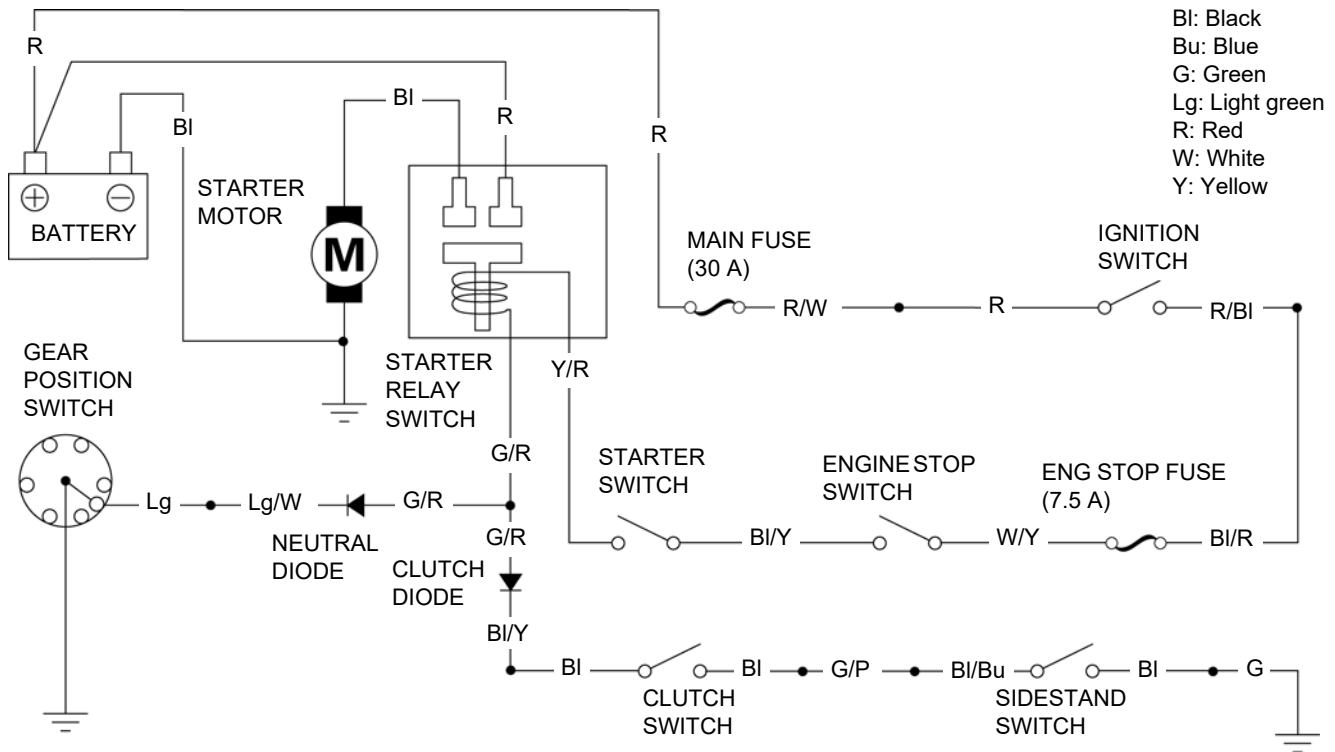 Bl: Black
Bu: Blue
G: Green
Lg: Light green
R: Red
W: White
Y: Yellow
R
Bl
R
Bl
R
+
−
BATTERY
STARTER
MOTOR
M
MAIN FUSE
(30 A)
IGNITION
SWITCH
R/W
R
R/Bl
STARTER
RELAY
SWITCH
Y/R
GEAR
POSITION
SWITCH
G/R
STARTER
SWITCH
ENGINE STOP
SWITCH
ENG STOP FUSE
(7.5 A)
Lg
Lg/W
G/R
G/R
NEUTRAL
DIODE
CLUTCH
DIODE
Bl/Y
W/Y
Bl/R
Bl/Y
Bl
Bl
G/P
Bl/Bu
Bl
G
CLUTCH
SWITCH
SIDESTAND
SWITCH